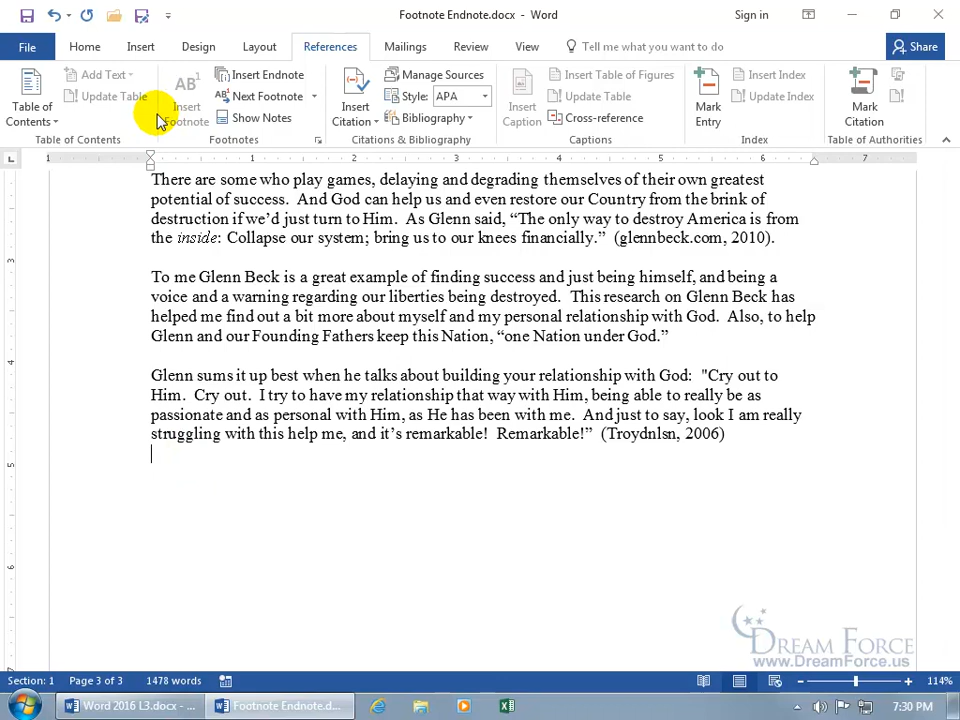 Footnote Endnote.docx - Word
Sign in
File
Home
Insert
Design
Layout
References
Mailings
Review
View
Tell me what you want to do
Share
Table of
Contents
Add Text
Update Table
Table of Contents
AB1
Insert
Footnote
Insert Endnote
Next Footnote
Show Notes
Footnotes
Insert
Citation
Manage Sources
Style: APA
Bibliography
Citations & Bibliography
Insert
Caption
Insert Table of Figures
Update Table
Cross-reference
Captions
Mark
Entry
Insert Index
Update Index
Index
Mark
Citation
Table of Authorities
1 1 2 3 4 5 6 7
There are some who play games, delaying and degrading themselves of their own greatest
potential of success.  And God can help us and even restore our Country from the brink of
destruction if we’d just turn to Him.  As Glenn said, “The only way to destroy America is from
the inside: Collapse our system; bring us to our knees financially.”  (glennbeck.com, 2010).
To me Glenn Beck is a great example of finding success and just being himself, and being a
voice and a warning regarding our liberties being destroyed.  This research on Glenn Beck has
helped me find out a bit more about myself and my personal relationship with God.  Also, to help
Glenn and our Founding Fathers keep this Nation, “one Nation under God.”
Glenn sums it up best when he talks about building your relationship with God:  "Cry out to
Him.  Cry out.  I try to have my relationship that way with Him, being able to really be as
passionate and as personal with Him, as He has been with me.  And just to say, look I am really
struggling with this help me, and it’s remarkable!  Remarkable!”  (Troydnlsn, 2006)
3
4
5
6
DREAM FORCE
www.DreamForce.us
Section: 1
Page 3 of 3
1478 words
114%
Word 2016 L3.docx - ...
Footnote Endnote.d...
7:30 PM